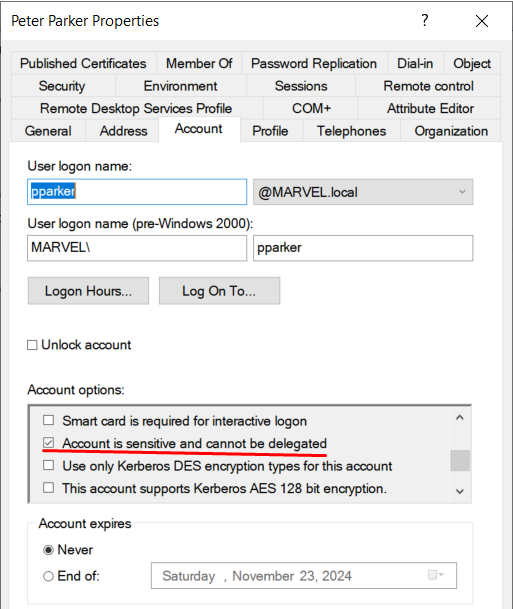 Peter Parker Properties
?
Published Certificates Member Of Password Replication Dial-in Object
Security Environment Sessions Remote control
Remote Desktop Services Profile COM+ Attribute Editor
General Address Account Profile Telephones Organization
User logon name:
pparker @MARVEL.local
User logon name (pre-Windows 2000):
MARVEL\ pparker
Logon Hours... Log On To...
Unlock account
Account options:
Smart card is required for interactive logon
Account is sensitive and cannot be delegated
Use only Kerberos DES encryption types for this account
This account supports Kerberos AES 128 bit encryption.
Account expires
Never
End of: Saturday , November 23, 2024